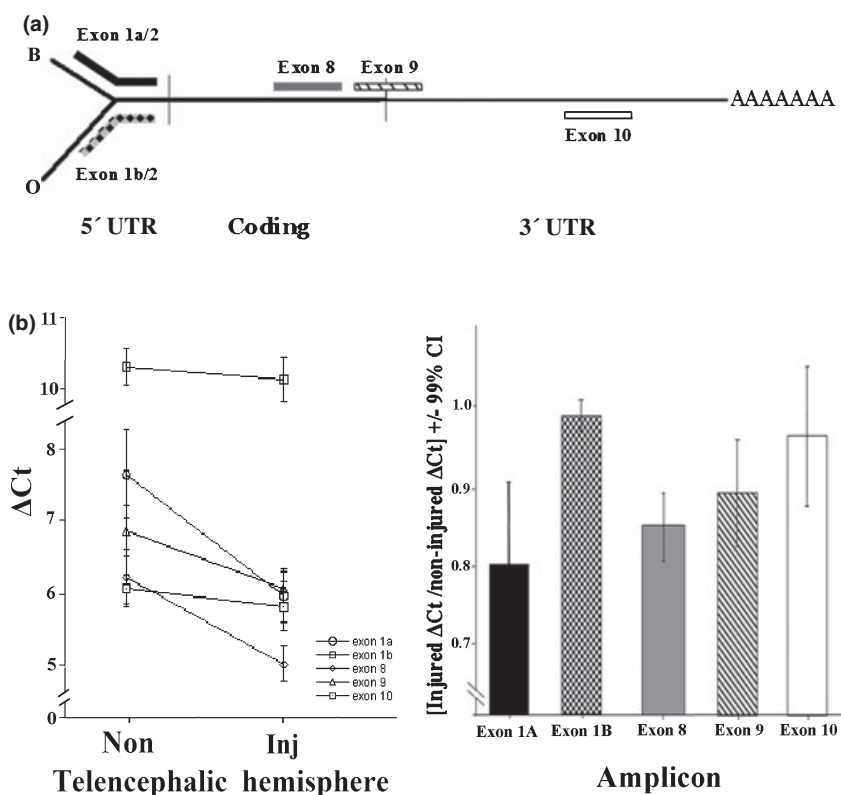 (a)
Exon 1a/2
B
Exon 8
Exon 9
AAAAAAA
Exon 10
Exon 1b/2
O
5´ UTR
Coding
3´ UTR
(b)
11
10
8
7
6
5
0
ΔCt
exon 1a
exon 1b
exon 8
exon 9
exon 10
Non
Inj
Telencephalic hemisphere
[Injured ΔCt /non-injured ΔCt] +/- 99% CI
1.0
0.9
0.8
0.7
Exon 1A
Exon 1B
Exon 8
Exon 9
Exon 10
Amplicon